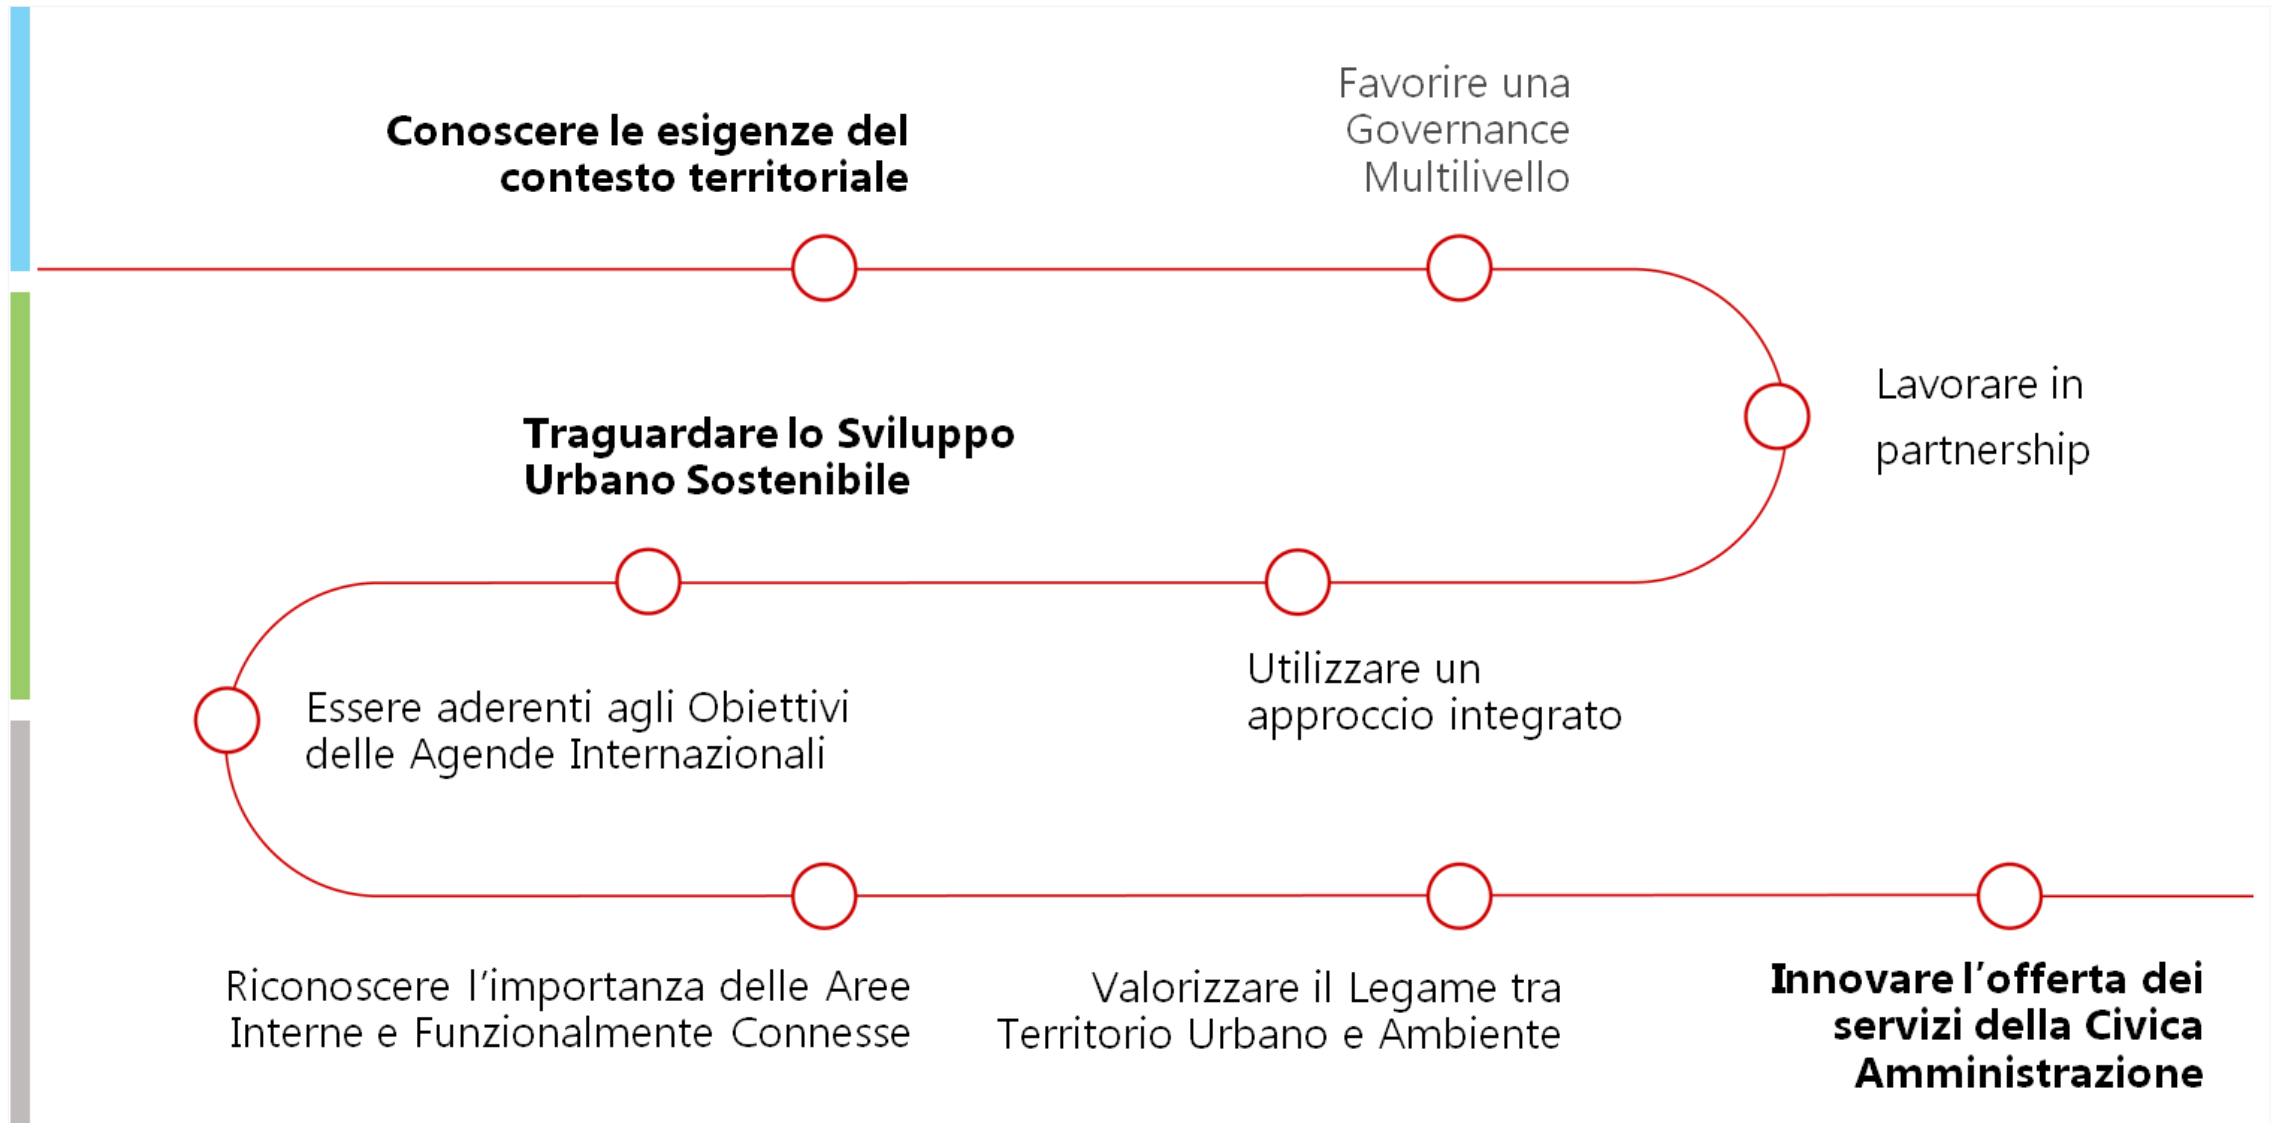 Conoscere le esigenze del
contesto territoriale
Favorire una
Governance
Multilivello
Lavorare in
partnership
Traguardare lo Sviluppo
Urbano Sostenibile
Utilizzare un
approccio integrato
Essere aderenti agli Obiettivi
delle Agende Internazionali
Riconoscere l’importanza delle Aree
Interne e Funzionalmente Connesse
Valorizzare il Legame tra
Territorio Urbano e Ambiente
Innovare l’offerta dei
servizi della Civica
Amministrazione